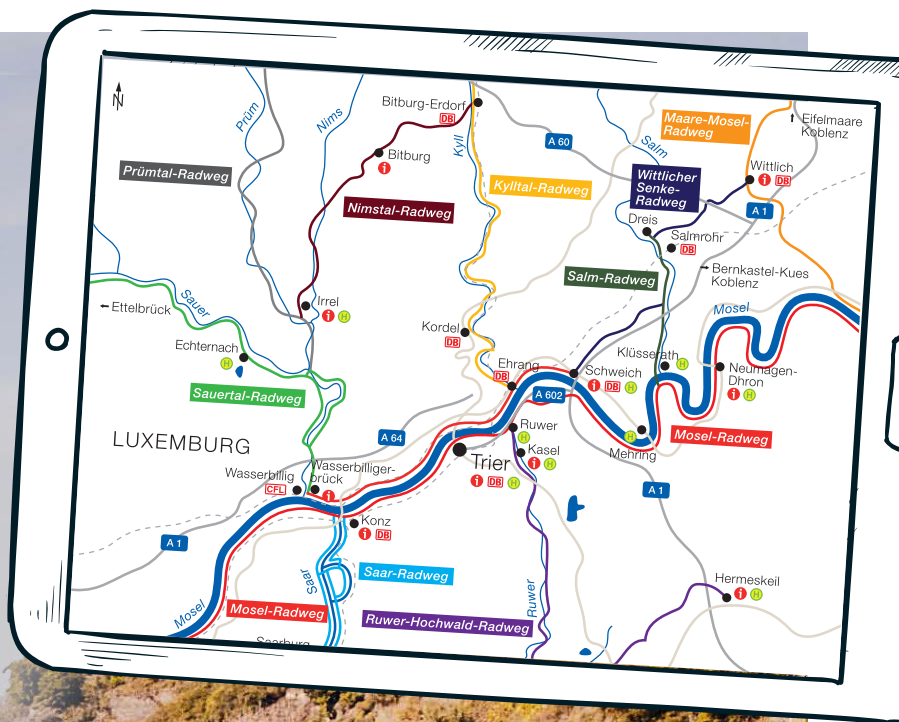 N
Prüm
Nims
Bitburg-Erdorf
DB
Kyll
A 60
Salm
Maare-Mosel-
Radweg
Eifelmaare
Koblenz
Bitburg
i
Prümtal-Radweg
Nimstal-Radweg
Kylltal-Radweg
Wittlicher
Senke-
Radweg
Wittlich
i DB
A 1
Dreis
Salmrohr
DB
Bernkastel-Kues
Koblenz
Salm-Radweg
Ettelbrück
Sauer
Irrel
i H
Mosel
Echternach
H
Kordel
DB
Sauertal-Radweg
Ehrang
DB
A 602
Schweich
i DB H
Klüsserath
H
Neumagen-
Dhron
i H
LUXEMBURG
A 64
Ruwer
H
Kasel
i H
Trier
i DB H
H
Mehring
Mosel-Radweg
Wasserbillig
CFL
Wasserbilliger-
brück
i
A 1
Konz
i DB
A 1
Saar
Saar-Radweg
Hermeskeil
i H
Mosel
Mosel-Radweg
Ruwer-Hochwald-Radweg
Ruwer
Saarburg